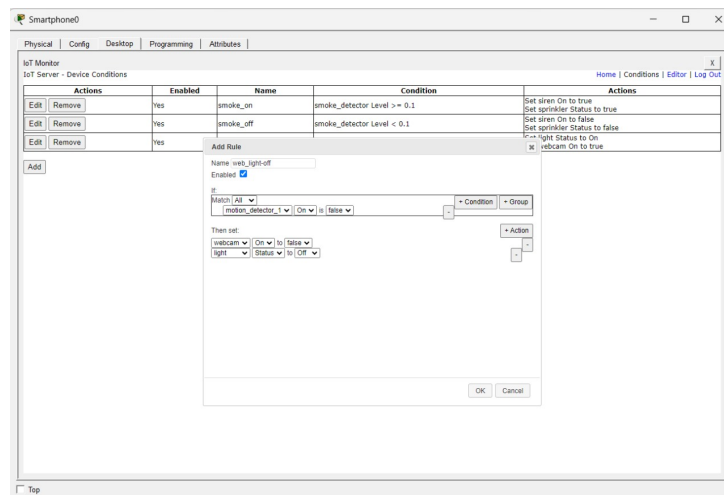 Smartphone0
Physical Config Desktop Programming Attributes
IoT Monitor X
IoT Server - Device Conditions Home | Conditions | Editor | Log Out
Actions Enabled Name Condition Actions
Edit Remove Yes smoke_on smoke_detector Level >= 0.1 Set siren On to true
Set sprinkler Status to true
Edit Remove Yes smoke_off smoke_detector Level < 0.1 Set siren On to false
Set sprinkler Status to false
Edit Remove Yes Set light Status to On
webcam On to true
Add
Add Rule
Name web_light-off
Enabled
If:
Match All + Condition + Group
motion_detector_1 On is false -
Then set: + Action
webcam On to false -
light Status to Off -
OK Cancel
Top